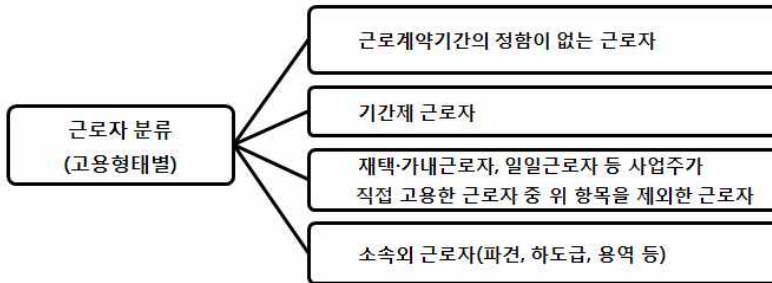 근로자 분류
(고용형태별)
근로계약기간의 정함이 없는 근로자
기간제 근로자
재택·가내근로자, 일일근로자 등 사업주가
직접 고용한 근로자 중 위 항목을 제외한 근로자
소속외 근로자(파견, 하도급, 용역 등)